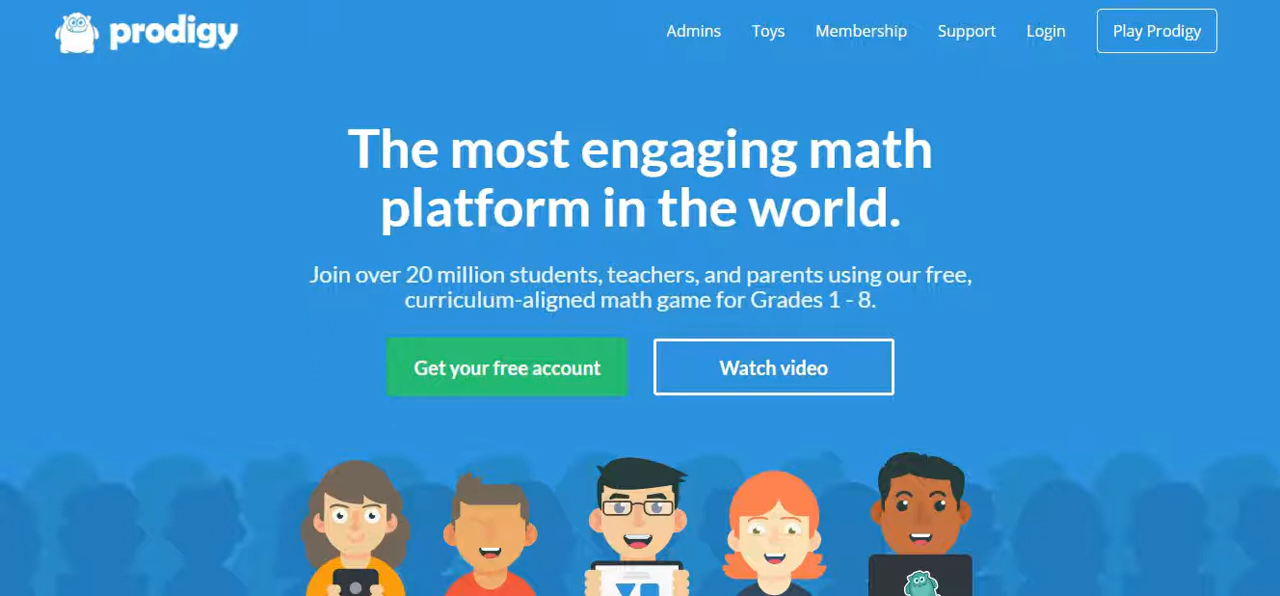 prodigy
Admins Toys Membership Support Login Play Prodigy
The most engaging math
platform in the world.
Join over 20 million students, teachers, and parents using our free,
curriculum-aligned math game for Grades 1 - 8.
Get your free account Watch video